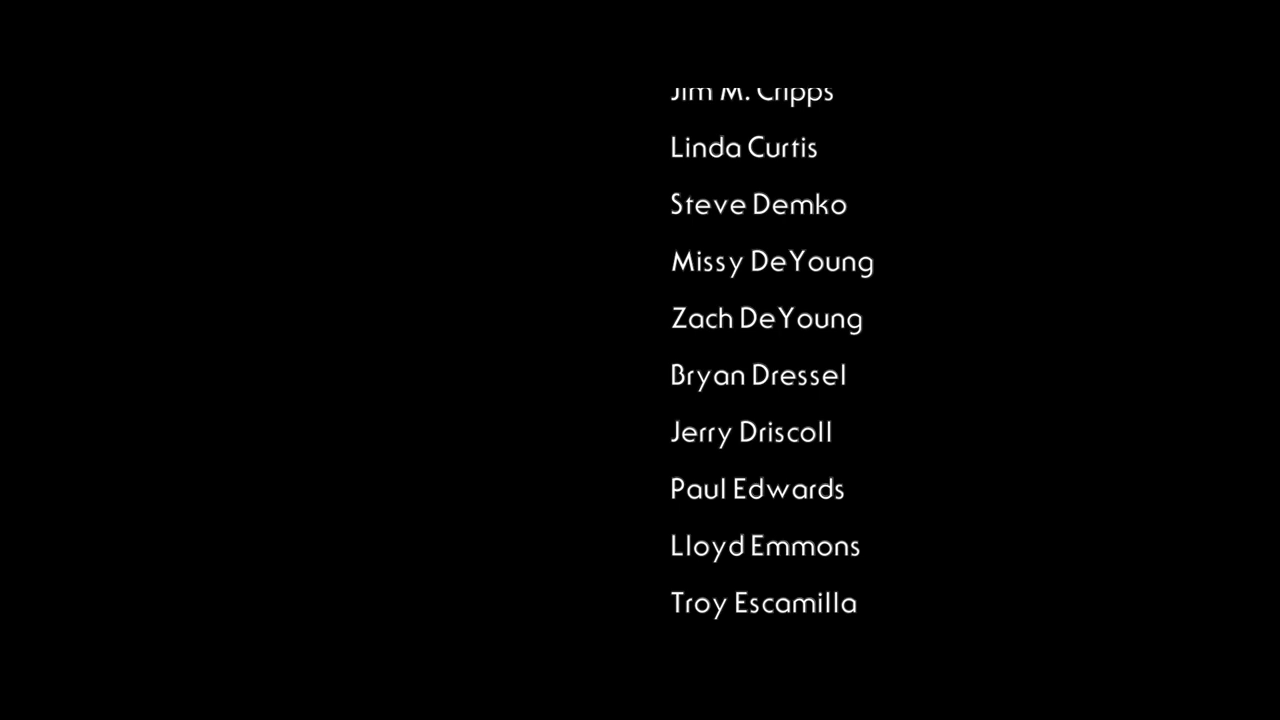 Jim M. Cripps
Linda Curtis
Steve Demko
Missy DeYoung
Zach DeYoung
Bryan Dressel
Jerry Driscoll
Paul Edwards
Lloyd Emmons
Troy Escamilla